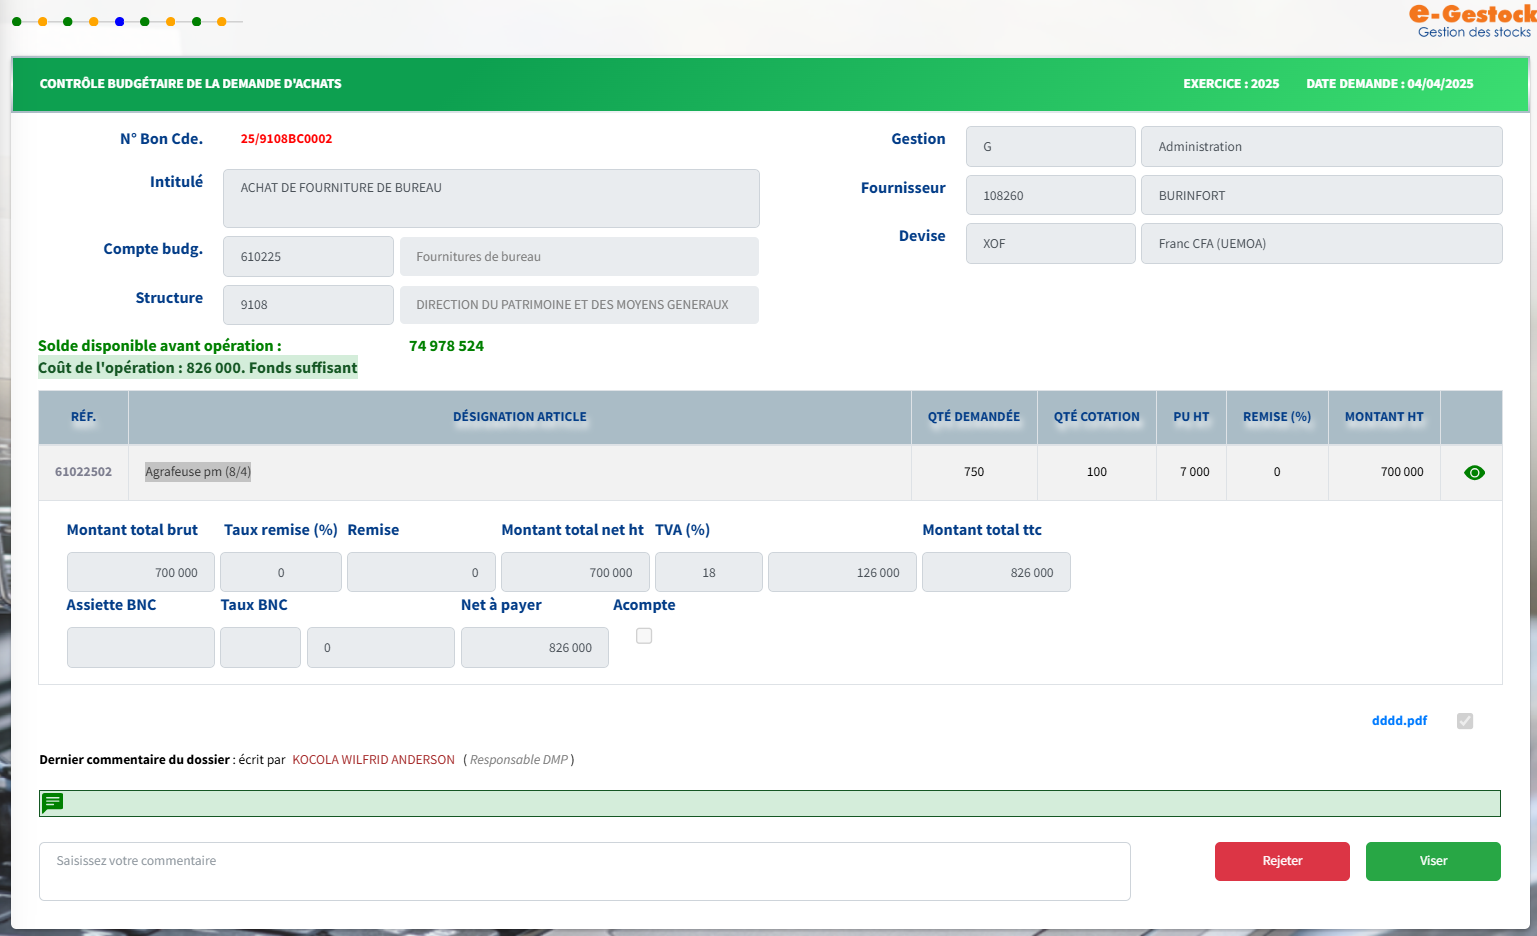 e-Gestock
Gestion des stocks
CONTRÔLE BUDGÉTAIRE DE LA DEMANDE D'ACHATS EXERCICE : 2025 DATE DEMANDE : 04/04/2025
N° Bon Cde. 25/9108BC0002
Gestion G Administration
Intitulé ACHAT DE FOURNITURE DE BUREAU
Fournisseur 108260 BURINFORT
Devise XOF Franc CFA (UEMOA)
Compte budg. 610225 Fournitures de bureau
Structure 9108 DIRECTION DU PATRIMOINE ET DES MOYENS GENERAUX
Solde disponible avant opération : 74 978 524
Coût de l'opération : 826 000. Fonds suffisant
RÉF. DÉSIGNATION ARTICLE QTÉ DEMANDÉE QTÉ COTATION PU HT REMISE (%) MONTANT HT
61022502 Agrafeuse pm (8/4) 750 100 7 000 0 700 000
Montant total brut Taux remise (%) Remise Montant total net ht TVA (%) Montant total ttc
700 000 0 0 700 000 18 126 000 826 000
Assiette BNC Taux BNC Net à payer Acompte
0 826 000
dddd.pdf
Dernier commentaire du dossier : écrit par KOCOLA WILFRID ANDERSON ( Responsable DMP )
Saisissez votre commentaire
Rejeter Viser